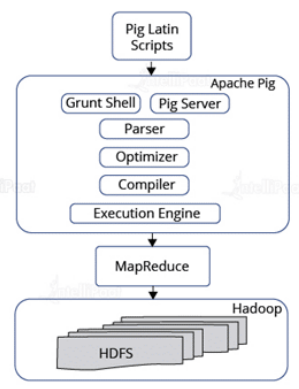 Pig Latin
Scripts
Apache Pig
Grunt Shell
Pig Server
Parser
Optimizer
Compiler
Execution Engine
MapReduce
Hadoop
HDFS